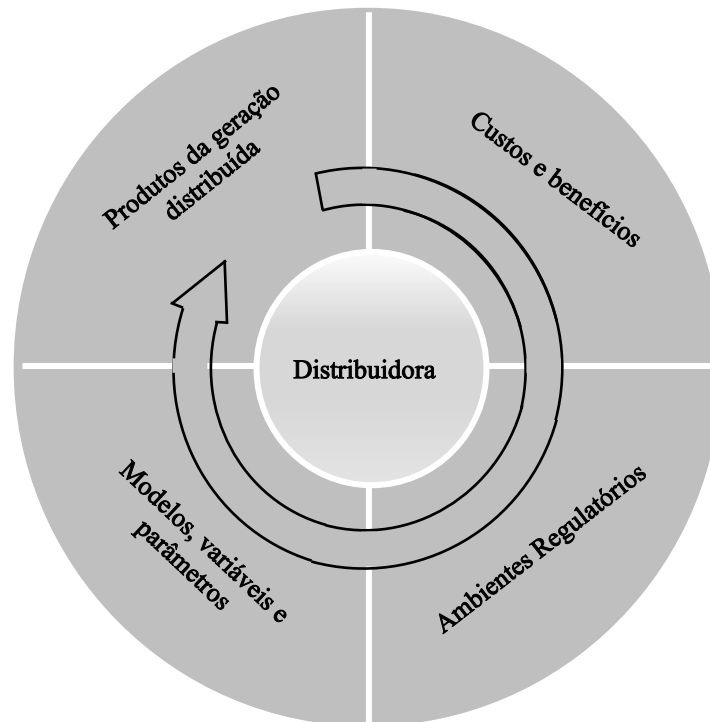 Produtos da geração
distribuída
Custos e benefícios
Distribuidora
Modelos, variáveis e
parâmetros
Ambientes Regulatórios